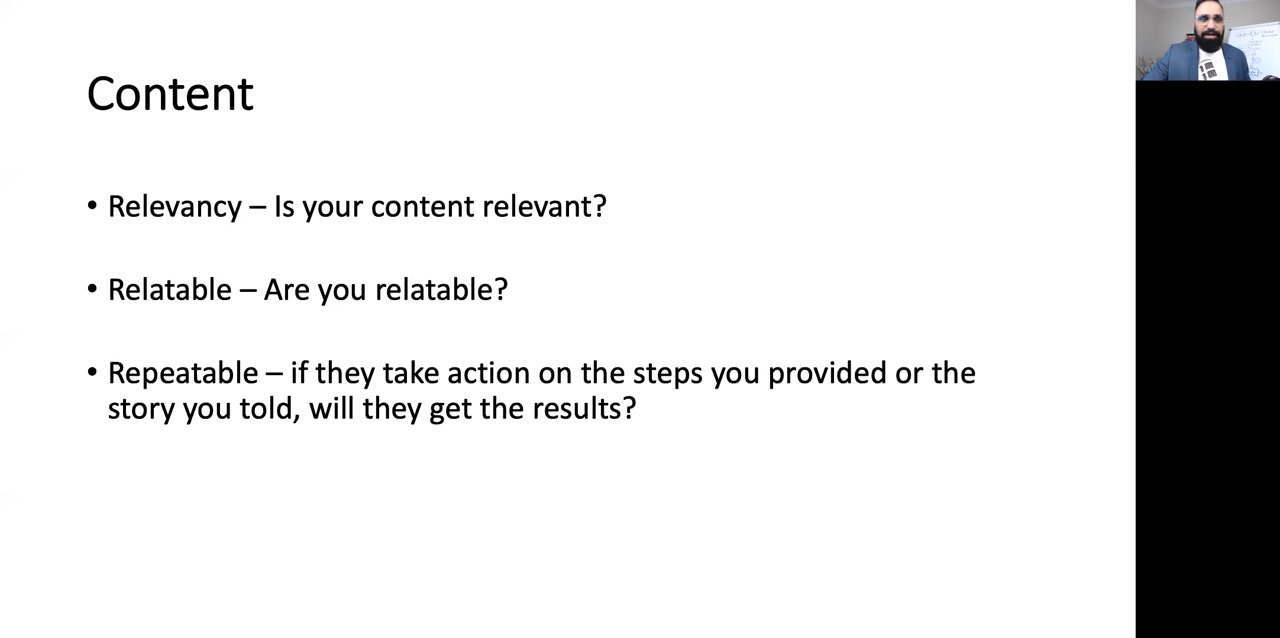 Content
• Relevancy – Is your content relevant?
• Relatable – Are you relatable?
• Repeatable – if they take action on the steps you provided or the
story you told, will they get the results?